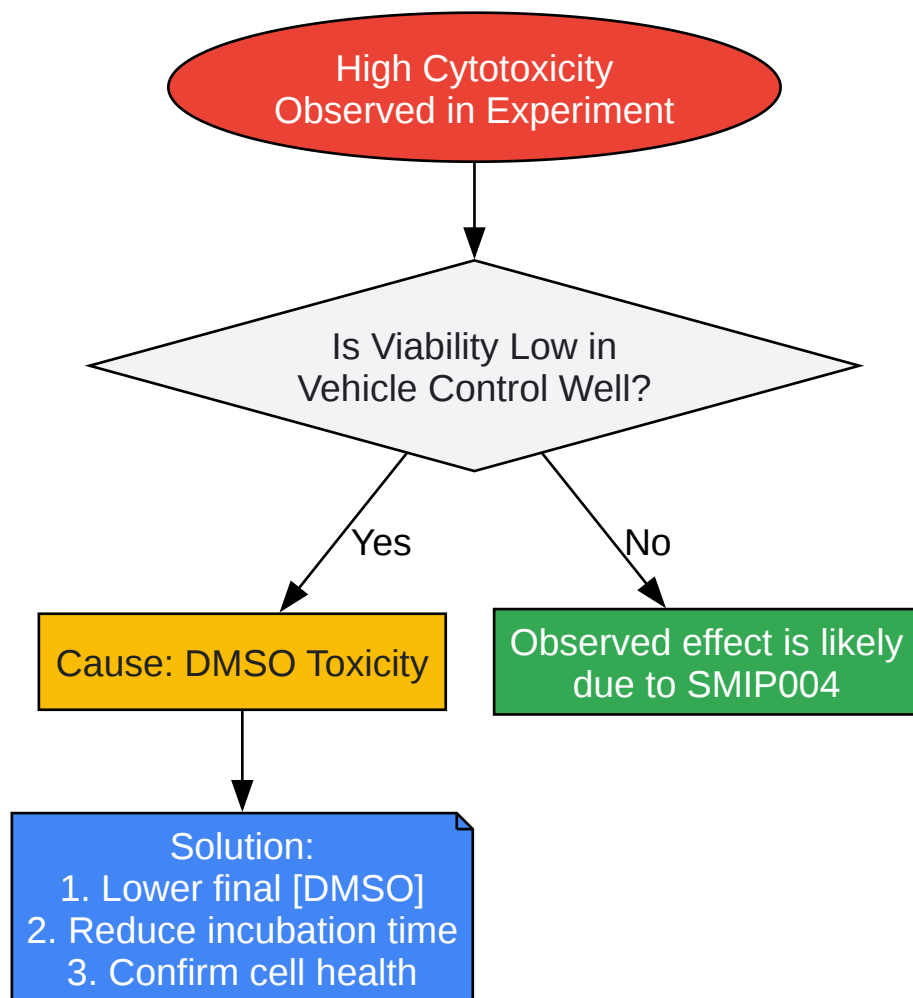 High Cytotoxicity
Observed in Experiment
Is Viability Low in
Vehicle Control Well?
Yes
No
Cause: DMSO Toxicity
Observed effect is likely
due to SMIP004
Solution:
1. Lower final [DMSO]
2. Reduce incubation time
3. Confirm cell health